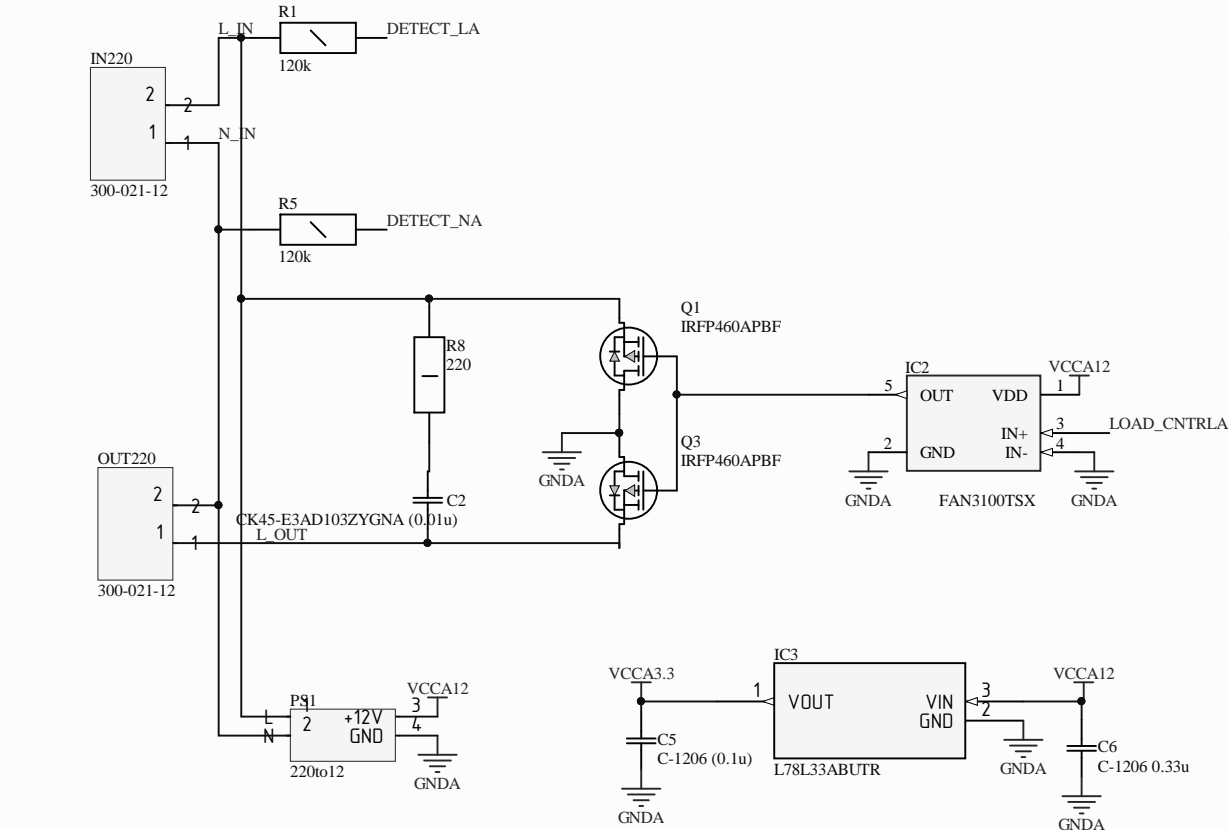 R1
L_IN
DETECT_LA
120k
IN220
2
2
1
1
N_IN
300-021-12
R5
DETECT_NA
120k
Q1
IRFP460APBF
R8
220
IC2
VCCA12
5
OUT
VDD
1
IN+
3
LOAD_CNTRLA
2
GND
IN-
4
GNDA
GNDA
FAN3100TSX
Q3
IRFP460APBF
GNDA
OUT220
2
2
1
1
300-021-12
C2
CK45-E3AD103ZYGNA (0.01u)
L_OUT
PS1
VCCA12
L
1
+12V
3
N
2
GND
4
220to12
GNDA
IC3
VCCA3.3
VCCA12
1
VOUT
VIN
3
GND
2
C5
C-1206 (0.1u)
GNDA
C6
C-1206 0.33u
L78L33ABUTR
GNDA
GNDA